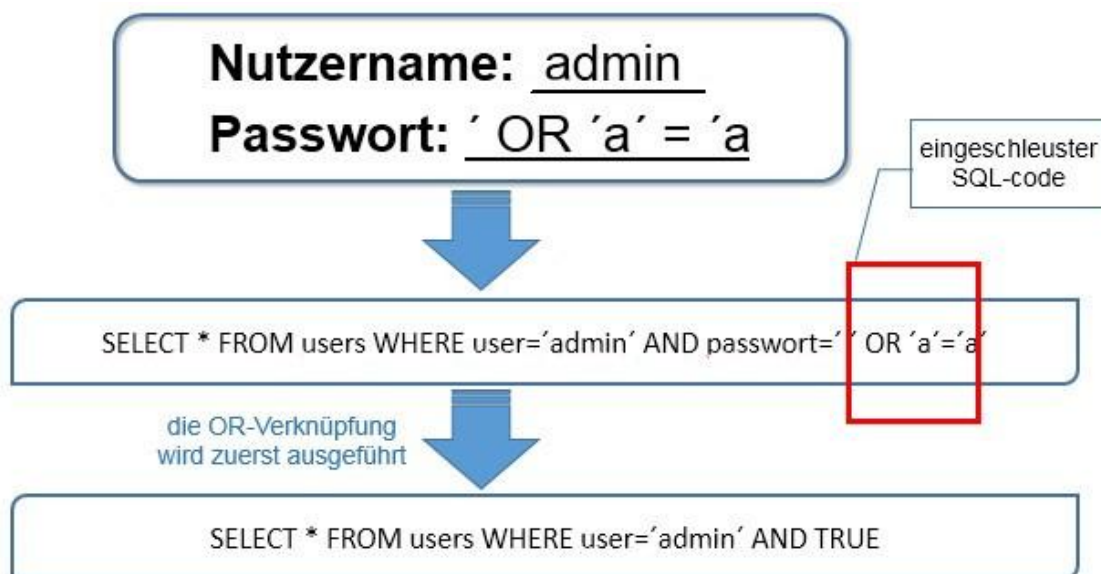 Nutzername: admin
Passwort: ´ OR ´a´ = ´a
eingeschleuster
SQL-code
SELECT * FROM users WHERE user=´admin´ AND passwort=´ ´ OR ´a´=´a´
die OR-Verknüpfung
wird zuerst ausgeführt
SELECT * FROM users WHERE user=´admin´ AND TRUE